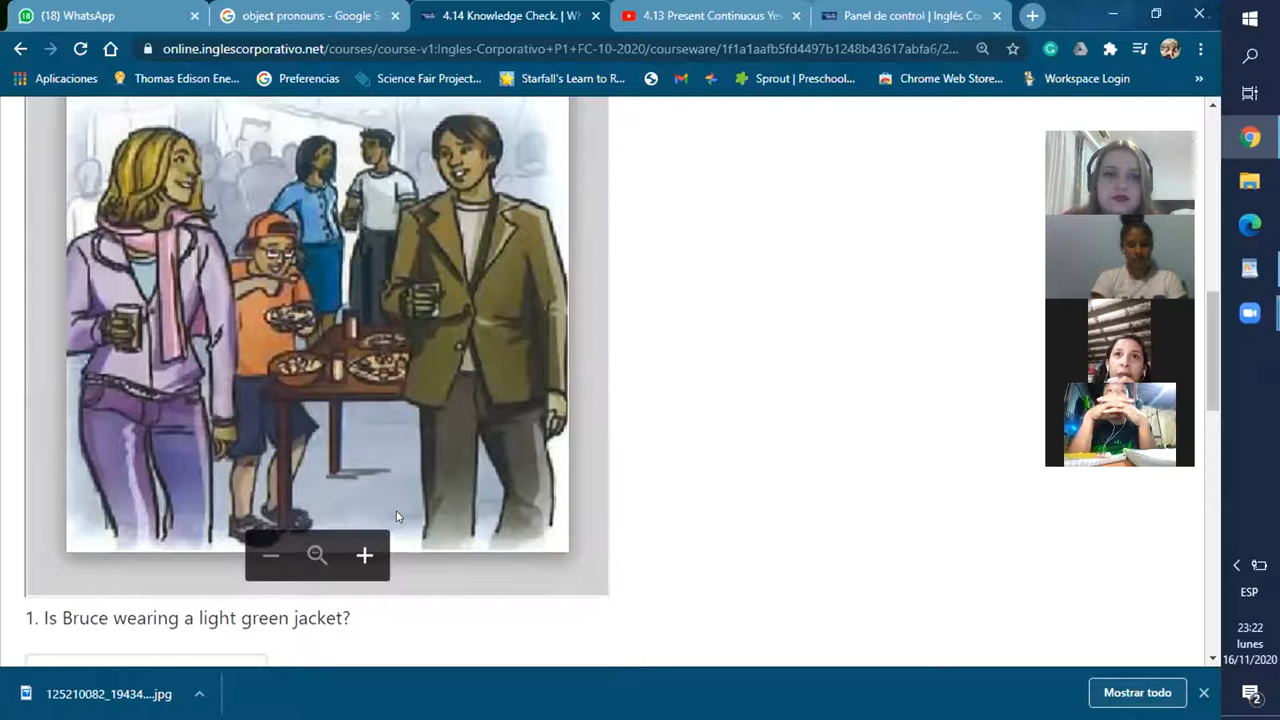 (18) WhatsApp
object pronouns - Google S
4.14 Knowledge Check. | Wh
4.13 Present Continuous Ye
Panel de control | Inglés Co
online.inglescorporativo.net/courses/course-v1:Ingles-Corporativo+P1+FC-10-2020/courseware/1f1a1aafb5fd4497b1248b43617abfa6/2...
Aplicaciones
Thomas Edison Ene...
Preferencias
Science Fair Project...
Starfall's Learn to R...
Sprout | Preschool...
Chrome Web Store...
Workspace Login
»
1. Is Bruce wearing a light green jacket?
ESP
23:22
lunes
16/11/2020
2
125210082_19434....jpg
Mostrar todo